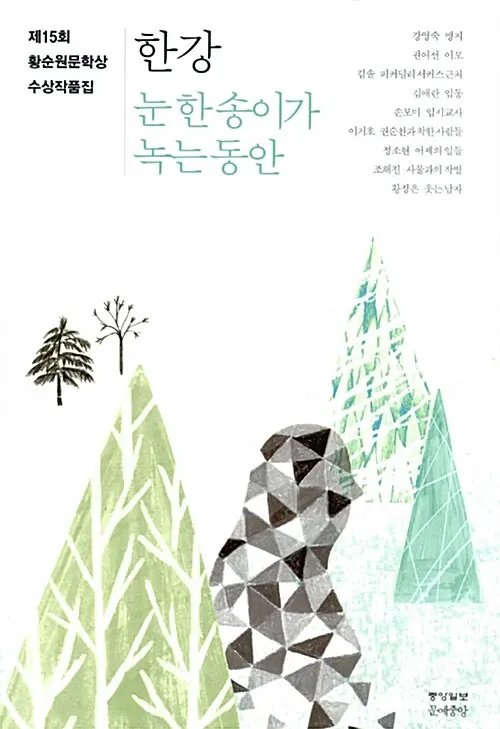 제15회
황순원문학상
수상작품집
한강
눈 한 송이가
녹는 동안
강영숙 맹지
권여선 이모
김솔 피커딜리서커스 근처
김애란 입동
손보미 임시교사
이기호 권순찬과 착한 사람들
정소현 어제의 일들
조해진 사물과의 작별
황정은 웃는 남자
중앙일보
문예중앙